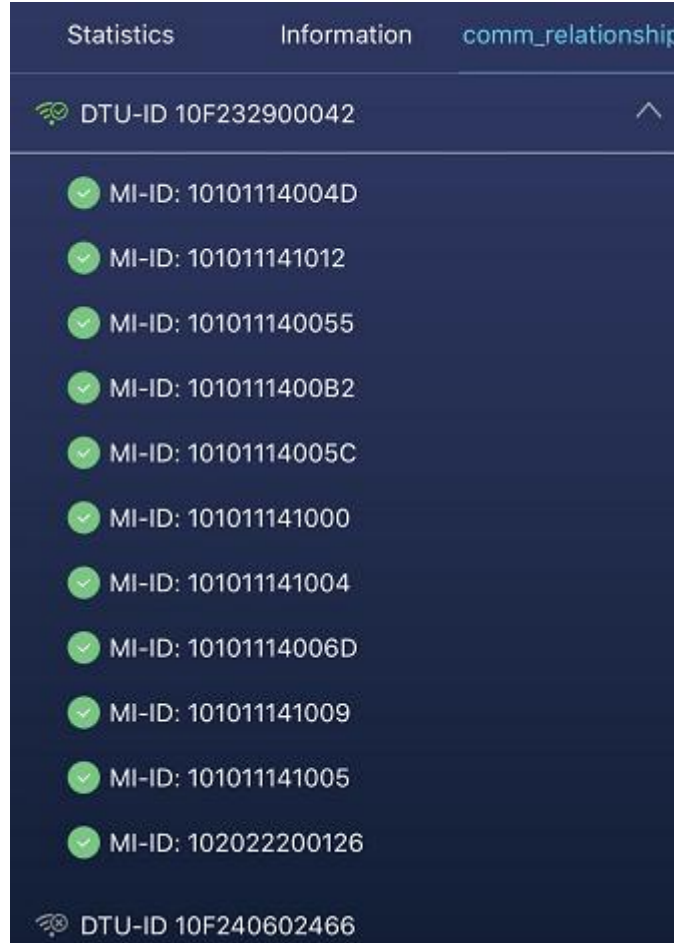 Statistics Information comm_relationship
DTU-ID 10F232900042
MI-ID: 10101114004D
MI-ID: 101011141012
MI-ID: 101011140055
MI-ID: 1010111400B2
MI-ID: 10101114005C
MI-ID: 101011141000
MI-ID: 101011141004
MI-ID: 10101114006D
MI-ID: 101011141009
MI-ID: 101011141005
MI-ID: 102022200126
DTU-ID 10F240602466